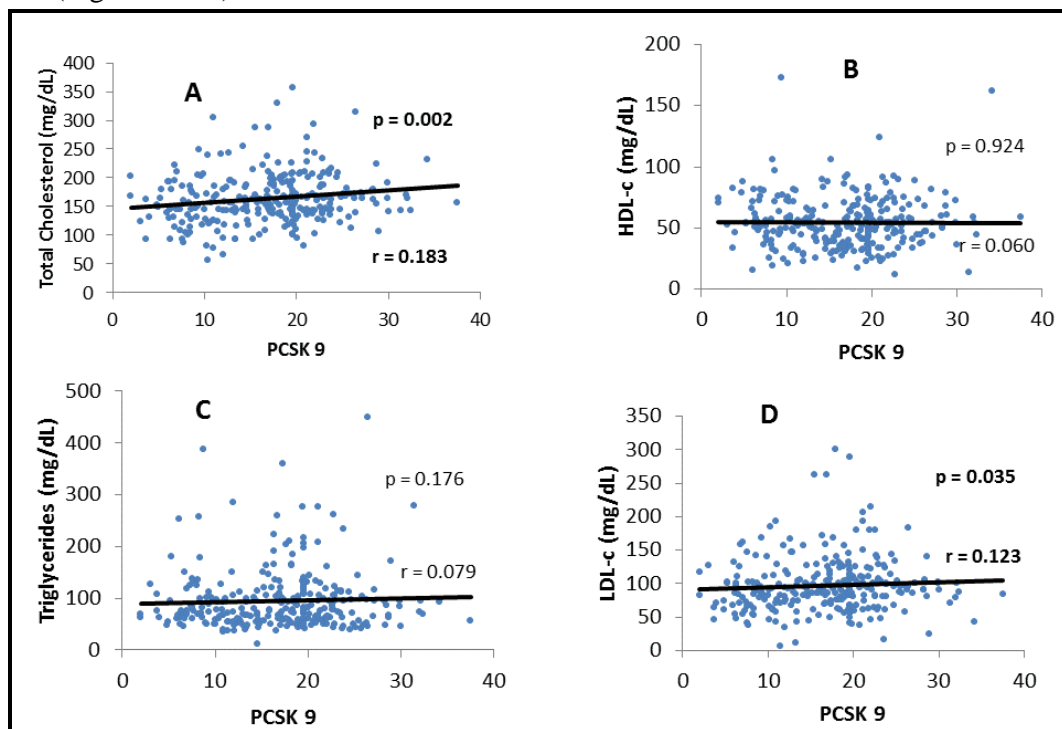 A
Total Cholesterol (mg/dL)
400
350
300
250
200
150
100
50
0
p = 0.002
r = 0.183
0 10 20 30 40
PCSK 9
B
HDL-c (mg/dL)
200
150
100
50
0
p = 0.924
r = 0.060
0 10 20 30 40
PCSK 9
C
Triglycerides (mg/dL)
500
400
300
200
100
0
p = 0.176
r = 0.079
0 10 20 30 40
PCSK 9
D
LDL-c (mg/dL)
350
300
250
200
150
100
50
0
p = 0.035
r = 0.123
0 10 20 30 40
PCSK 9